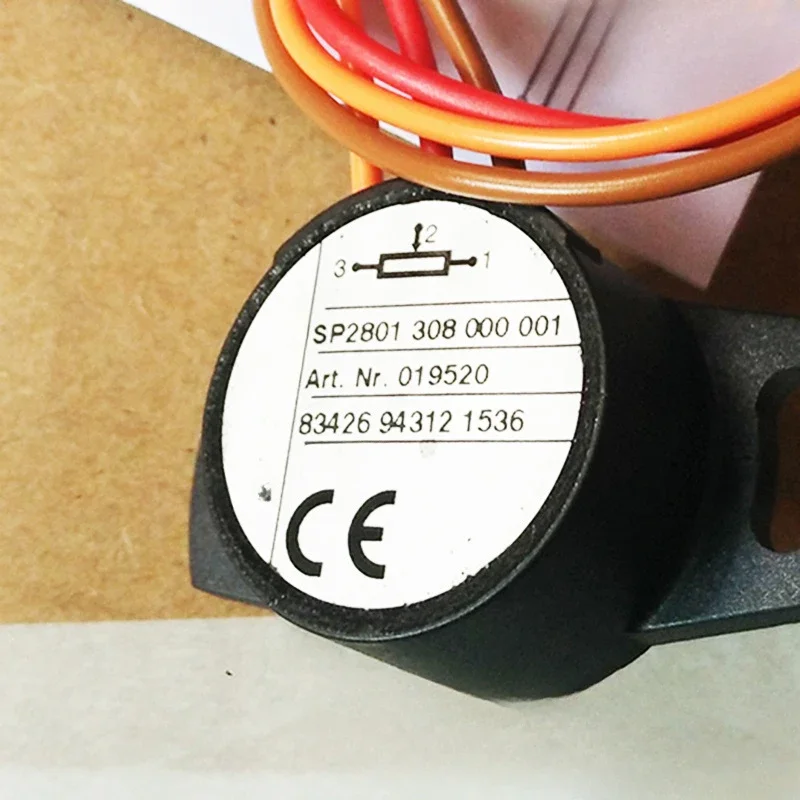 2
3 1
SP2801 308 000 001
Art. Nr. 019520
83426 94312 1536
CE